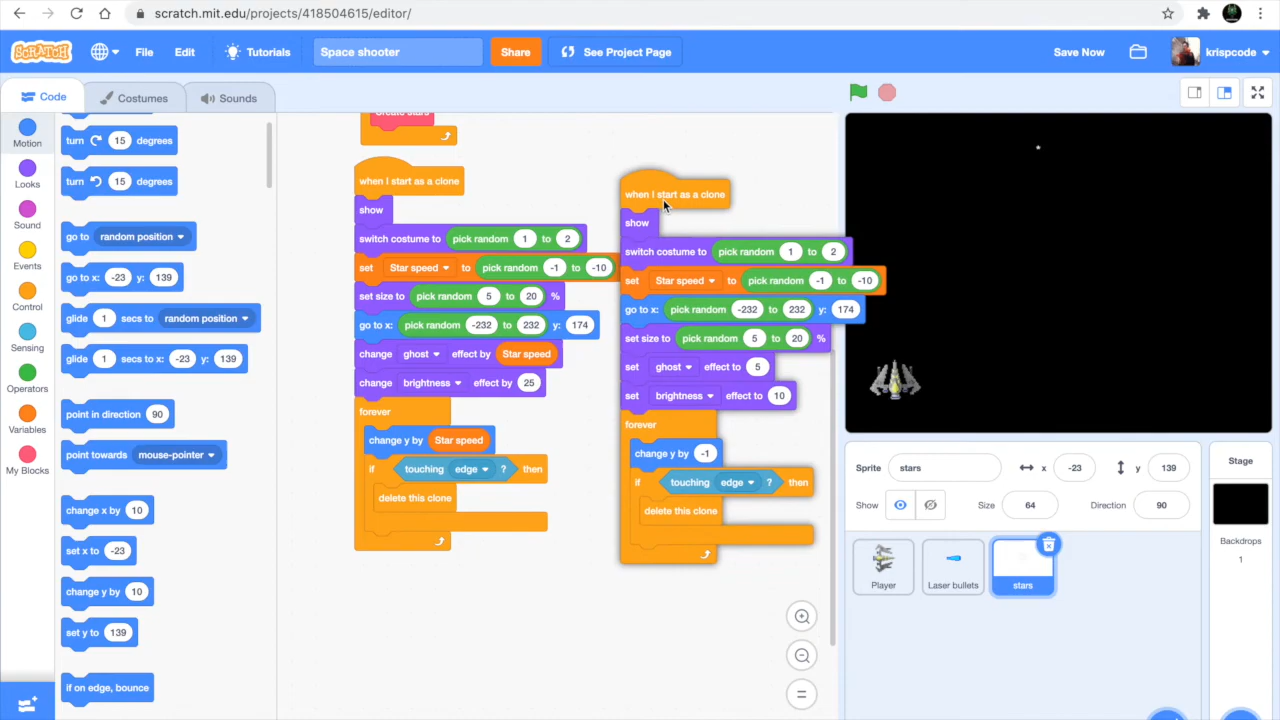 scratch.mit.edu/projects/418504615/editor/
SCRATCH
File
Edit
Tutorials
Space shooter
Share
See Project Page
Save Now
krispcode
Code
Costumes
Sounds
Motion
Looks
Sound
Events
Control
Sensing
Operators
Variables
My Blocks
turn 15 degrees
turn 15 degrees
go to random position
go to x: -23 y: 139
glide 1 secs to random position
glide 1 secs to x: -23 y: 139
point in direction 90
point towards mouse-pointer
change x by 10
set x to -23
change y by 10
set y to 139
if on edge, bounce
Create stars
when I start as a clone
show
switch costume to pick random 1 to 2
set Star speed to pick random -1 to -10
set size to pick random 5 to 20 %
go to x: pick random -232 to 232 y: 174
change ghost effect by Star speed
change brightness effect by 25
forever
change y by Star speed
if touching edge ? then
delete this clone
when I start as a clone
show
switch costume to pick random 1 to 2
set Star speed to pick random -1 to -10
go to x: pick random -232 to 232 y: 174
set size to pick random 5 to 20 %
set ghost effect to 5
set brightness effect to 10
forever
change y by -1
if touching edge ? then
delete this clone
Sprite stars x -23 y 139
Show Size 64 Direction 90
Player
Laser bullets
stars
Stage
Backdrops
1